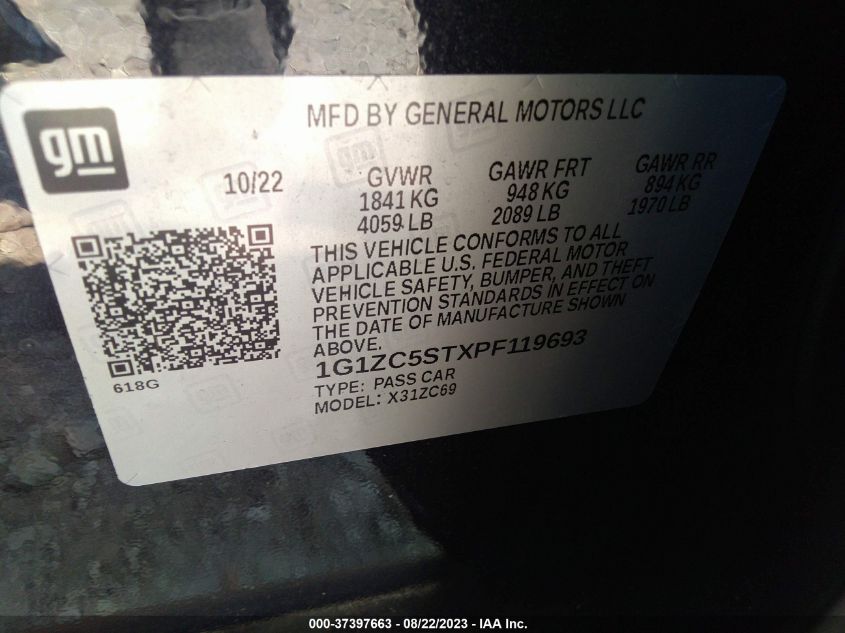 gm
MFD BY GENERAL MOTORS LLC
10/22
GVWR GAWR FRT GAWR RR
1841 KG 948 KG 894 KG
4059 LB 2089 LB 1970 LB
THIS VEHICLE CONFORMS TO ALL
APPLICABLE U.S. FEDERAL MOTOR
VEHICLE SAFETY, BUMPER, AND THEFT
PREVENTION STANDARDS IN EFFECT ON
THE DATE OF MANUFACTURE SHOWN
ABOVE.
1G1ZC5STXPF119693
TYPE: PASS CAR
MODEL: X31ZC69
618G
000-37397663 - 08/22/2023 - IAA Inc.